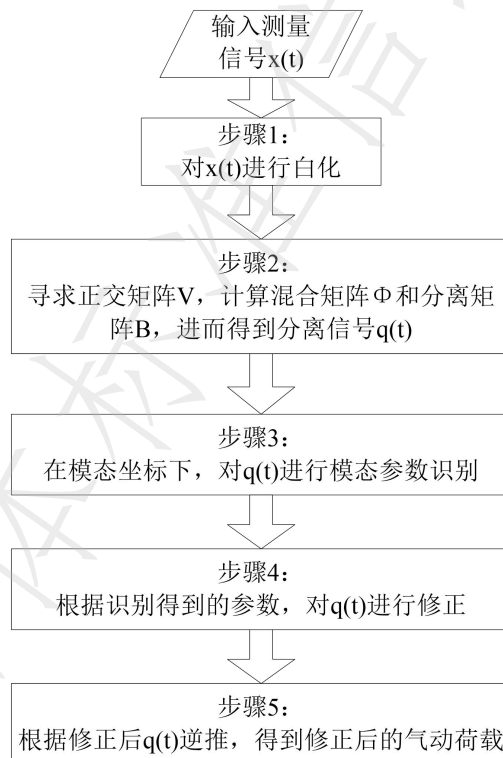 输入测量
信号x(t)
步骤1：
对x(t)进行白化
步骤2：
寻求正交矩阵V，计算混合矩阵Φ和分离矩
阵B，进而得到分离信号q(t)
步骤3：
在模态坐标下，对q(t)进行模态参数识别
步骤4：
根据识别得到的参数，对q(t)进行修正
步骤5：
根据修正后q(t)逆推，得到修正后的气动荷载